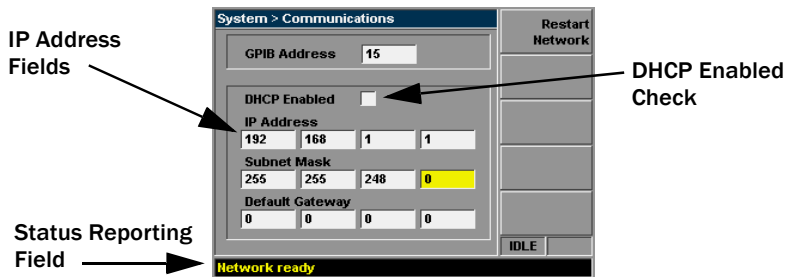 System > Communications
Restart
Network
IP Address
Fields
GPIB Address 15
DHCP Enabled
Check
DHCP Enabled
IP Address
192 168 1 1
Subnet Mask
255 255 248 0
Default Gateway
0 0 0 0
Status Reporting
Field
IDLE
Network ready